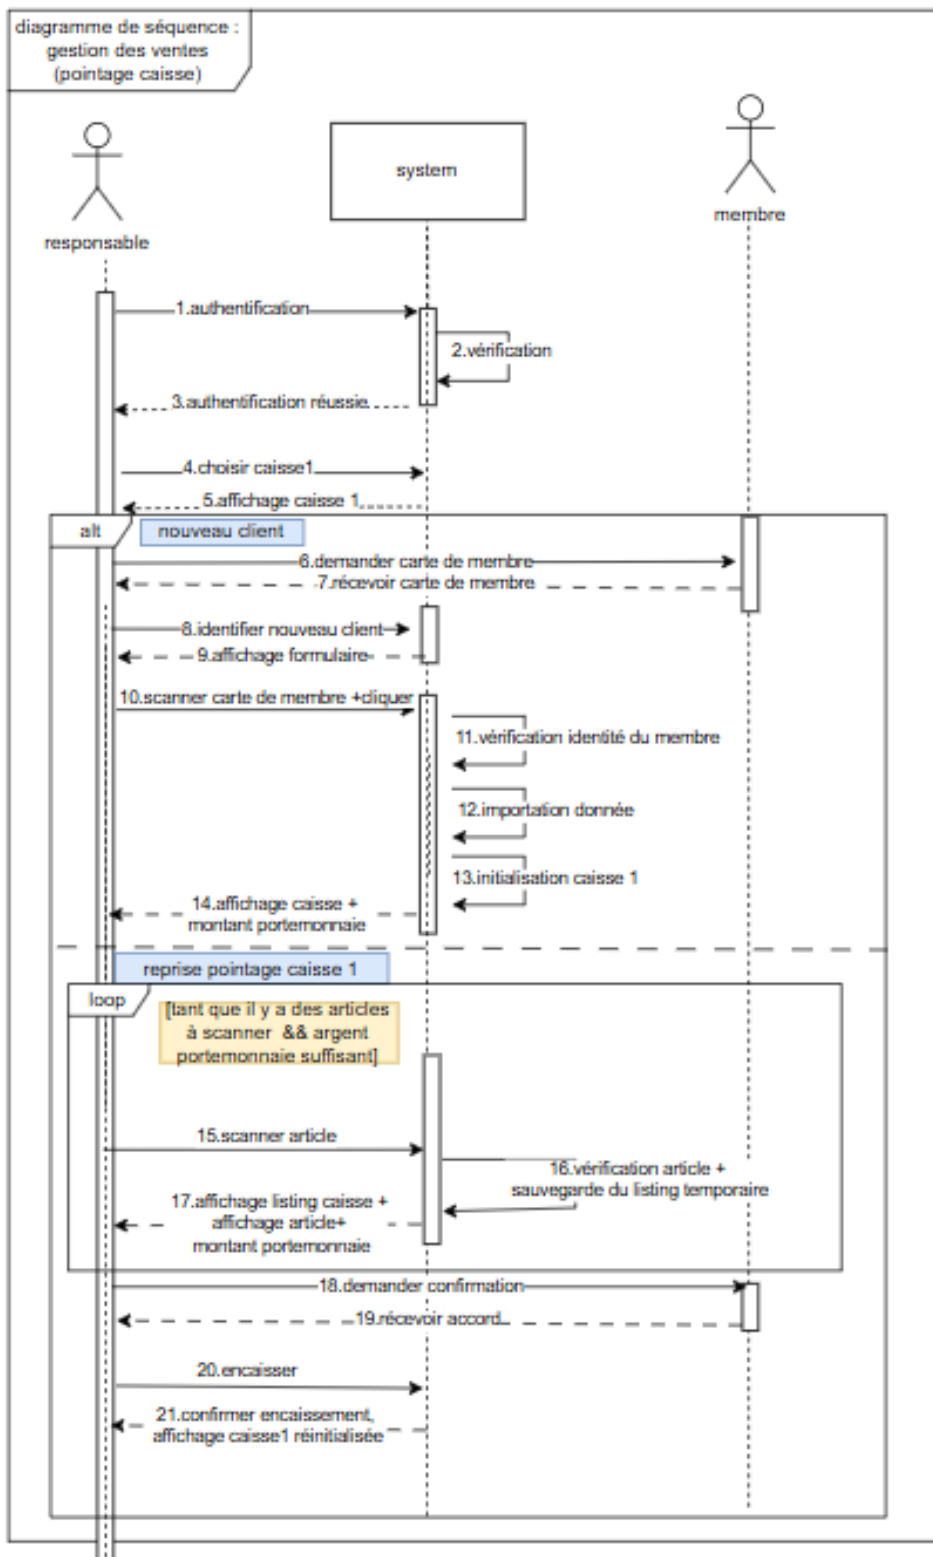 diagramme de séquence :
gestion des ventes
(pointage caisse)
responsable
system
membre
1.authentification
2.vérification
3.authentification réussie
4.choisir caisse1
5.affichage caisse 1
alt
nouveau client
6.demander carte de membre
7.récevoir carte de membre
8.identifier nouveau client
9.affichage formulaire
10.scanner carte de membre +cliquer
11.vérification identité du membre
12.importation donnée
13.initialisation caisse 1
14.affichage caisse +
montant portemonnaie
reprise pointage caisse 1
loop
[tant que il y a des articles
à scanner && argent
portemonnaie suffisant]
15.scanner article
16.vérification article +
sauvegarde du listing temporaire
17.affichage listing caisse +
affichage article+
montant portemonnaie
18.demander confirmation
19.récevoir accord
20.encaisser
21.confirmer encaissement,
affichage caisse1 réinitialisée